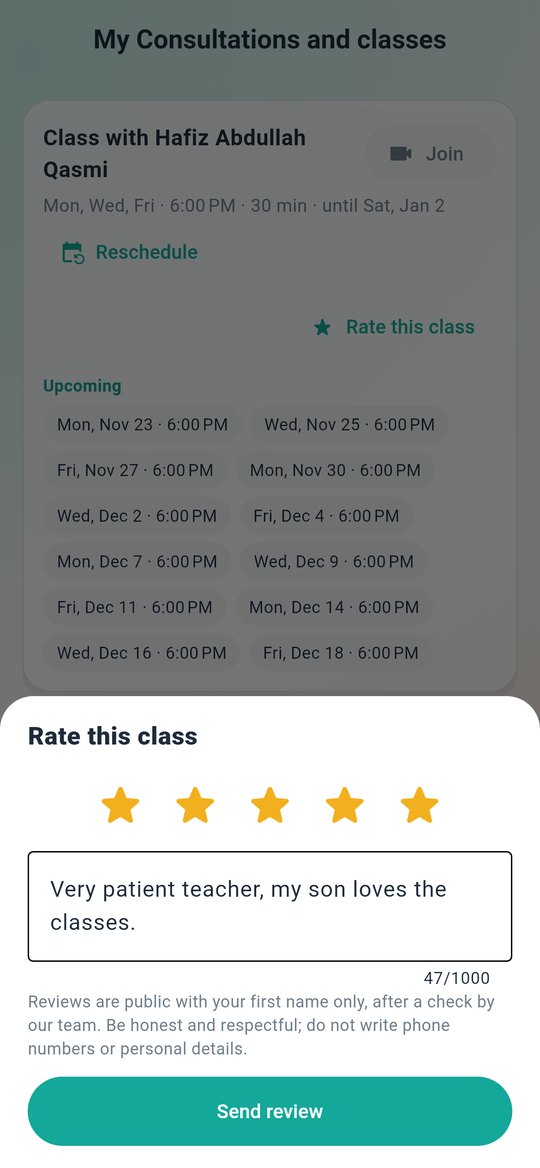 My Consultations and classes
Class with Hafiz Abdullah
Qasmi
Join
Mon, Wed, Fri · 6:00 PM · 30 min · until Sat, Jan 2
Reschedule
Rate this class
Upcoming
Mon, Nov 23 · 6:00 PM
Wed, Nov 25 · 6:00 PM
Fri, Nov 27 · 6:00 PM
Mon, Nov 30 · 6:00 PM
Wed, Dec 2 · 6:00 PM
Fri, Dec 4 · 6:00 PM
Mon, Dec 7 · 6:00 PM
Wed, Dec 9 · 6:00 PM
Fri, Dec 11 · 6:00 PM
Mon, Dec 14 · 6:00 PM
Wed, Dec 16 · 6:00 PM
Fri, Dec 18 · 6:00 PM
Rate this class
Very patient teacher, my son loves the
classes.
47/1000
Reviews are public with your first name only, after a check by
our team. Be honest and respectful; do not write phone
numbers or personal details.
Send review